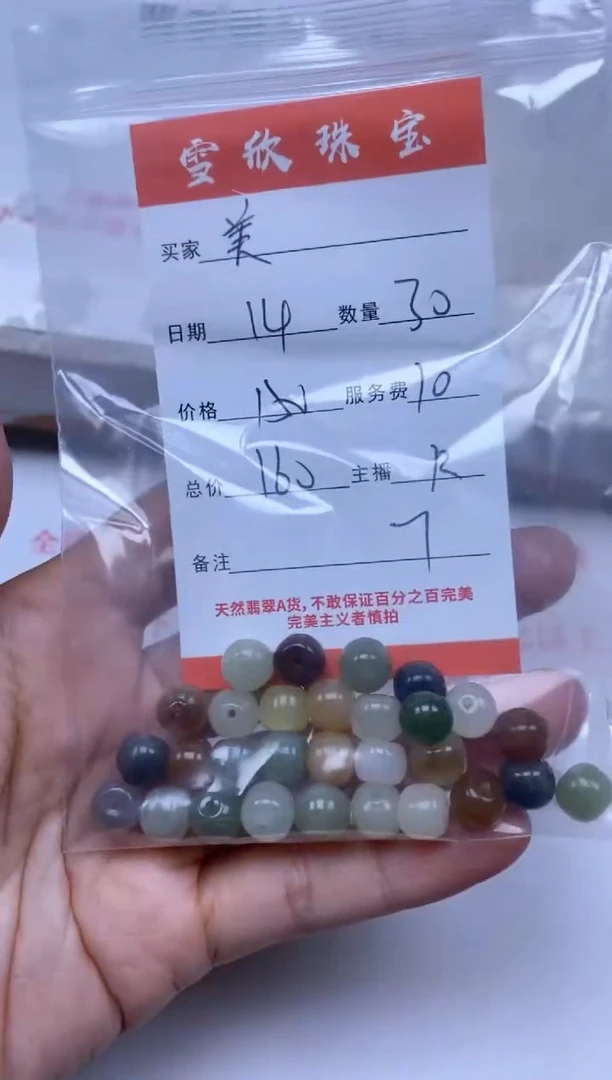 雪欣珠宝
买家 美
日期 14 数量 30
价格 150 服务费 10
总价 160 主播 R
备注 7
天然翡翠A货,不敢保证百分之百完美
完美主义者慎拍